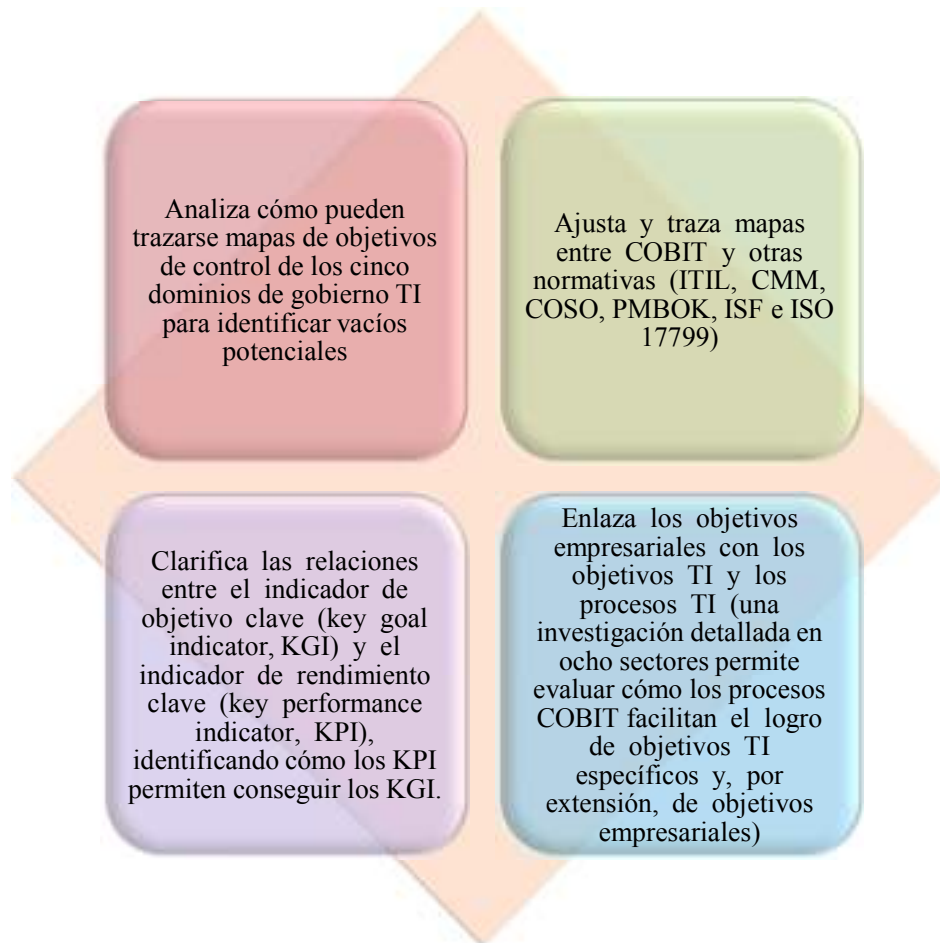 Analiza cómo pueden
trazarse mapas de objetivos
de control de los cinco
dominios de gobierno TI
para identificar vacíos
potenciales
Ajusta y traza mapas
entre COBIT y otras
normativas (ITIL, CMM,
COSO, PMBOK, ISF e ISO
17799)
Clarifica las relaciones
entre el indicador de
objetivo clave (key goal
indicator, KGI) y el
indicador de rendimiento
clave (key performance
indicator, KPI),
identificando cómo los KPI
permiten conseguir los KGI.
Enlaza los objetivos
empresariales con los
objetivos TI y los
procesos TI (una
investigación detallada en
ocho sectores permite
evaluar cómo los procesos
COBIT facilitan el logro
de objetivos TI
específicos y, por
extensión, de objetivos
empresariales)